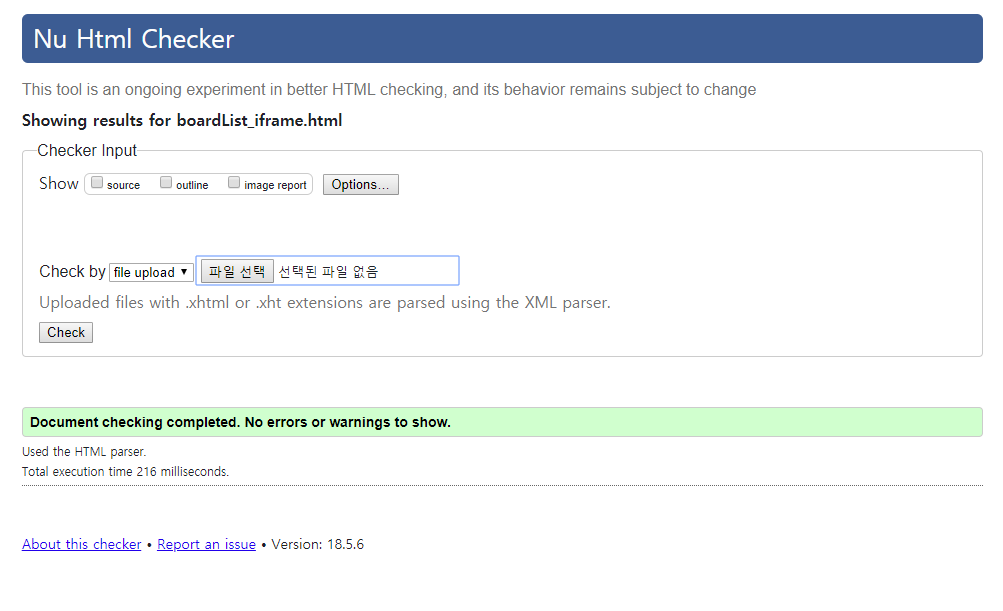 Nu Html Checker
This tool is an ongoing experiment in better HTML checking, and its behavior remains subject to change
Showing results for boardList_iframe.html
Checker Input
Show source outline image report Options...
Check by file upload ▼ 파일 선택 선택된 파일 없음
Uploaded files with .xhtml or .xht extensions are parsed using the XML parser.
Check
Document checking completed. No errors or warnings to show.
Used the HTML parser.
Total execution time 216 milliseconds.
About this checker • Report an issue • Version: 18.5.6